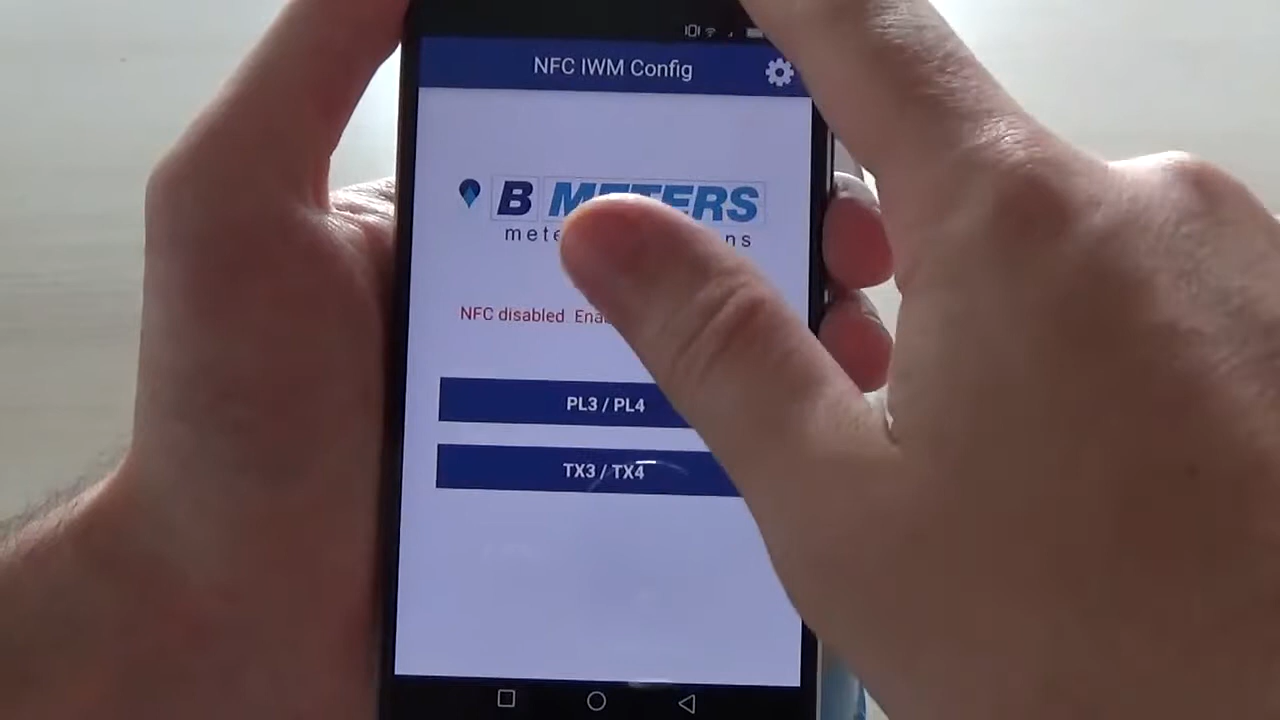 NFC IWM Config
B METERS
NFC disabled.
PL3 / PL4
TX3 / TX4